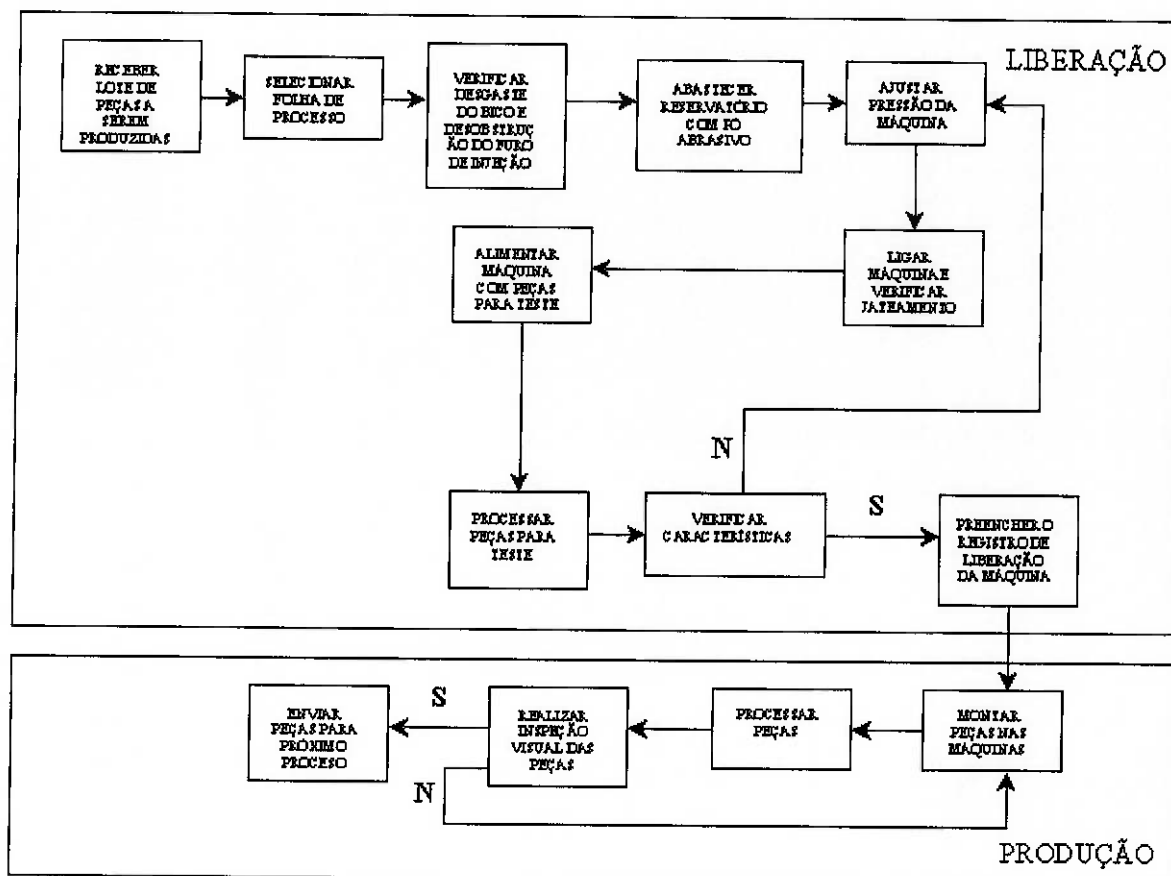 LIBERAÇÃO
RECEBER
LOTE DE
PEÇAS A
SEREM
PRODUZIDAS
SELECIONAR
FOLHA DE
PROCESSO
VERIFICAR
DESGASTE
DO BICO E
DESOBSTRUÇ
ÃO DO FURO
DE INJEÇÃO
ABASTECER
RESERVATÓRIO
COM PÓ
ABRASIVO
AJUSTAR
PRESSÃO DA
MÁQUINA
LIGAR
MÁQUINA E
VERIFICAR
JATEAMENTO
ALIMENTAR
MÁQUINA
COM PEÇAS
PARA TESTE
PROCESSAR
PEÇAS PARA
TESTE
VERIFICAR
CARACTERÍSTICAS
N
S
PREENCHER O
REGISTRO DE
LIBERAÇÃO
DA MÁQUINA
MONTAR
PEÇAS NAS
MÁQUINAS
PROCESSAR
PEÇAS
REALIZAR
INSPEÇÃO
VISUAL DAS
PEÇAS
S
N
ENVIAR
PEÇAS PARA
PRÓXIMO
PROCESO
PRODUÇÃO